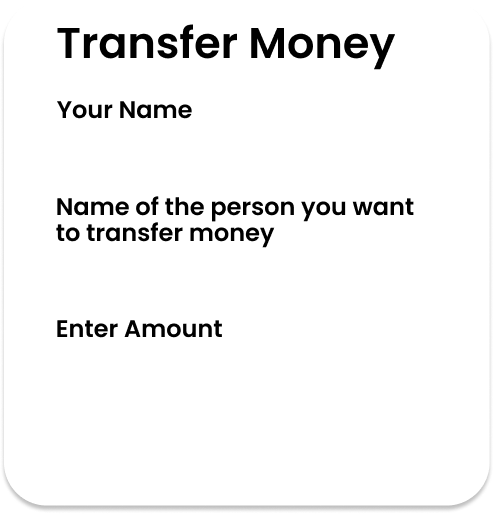 Transfer Money
Your Name
Name of the person you want
to transfer money
Enter Amount